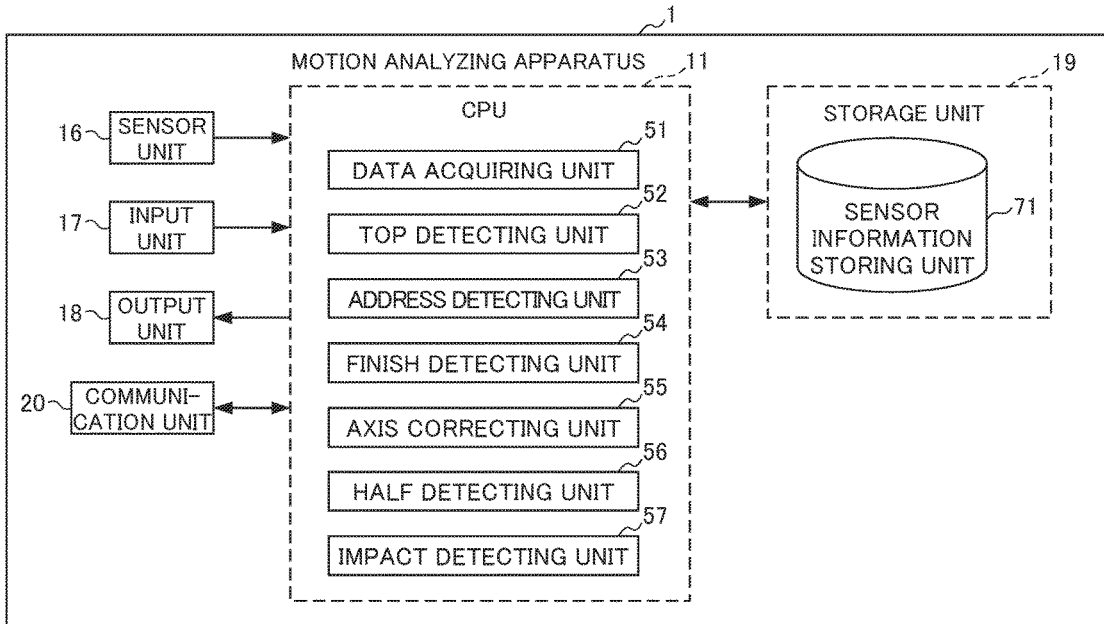 1
MOTION ANALYZING APPARATUS
11
19
CPU
STORAGE UNIT
16
SENSOR
UNIT
17
INPUT
UNIT
18
OUTPUT
UNIT
20
COMMUNI-
CATION UNIT
51
DATA ACQUIRING UNIT
52
TOP DETECTING UNIT
53
ADDRESS DETECTING UNIT
54
FINISH DETECTING UNIT
55
AXIS CORRECTING UNIT
56
HALF DETECTING UNIT
57
IMPACT DETECTING UNIT
SENSOR
INFORMATION
STORING UNIT
71